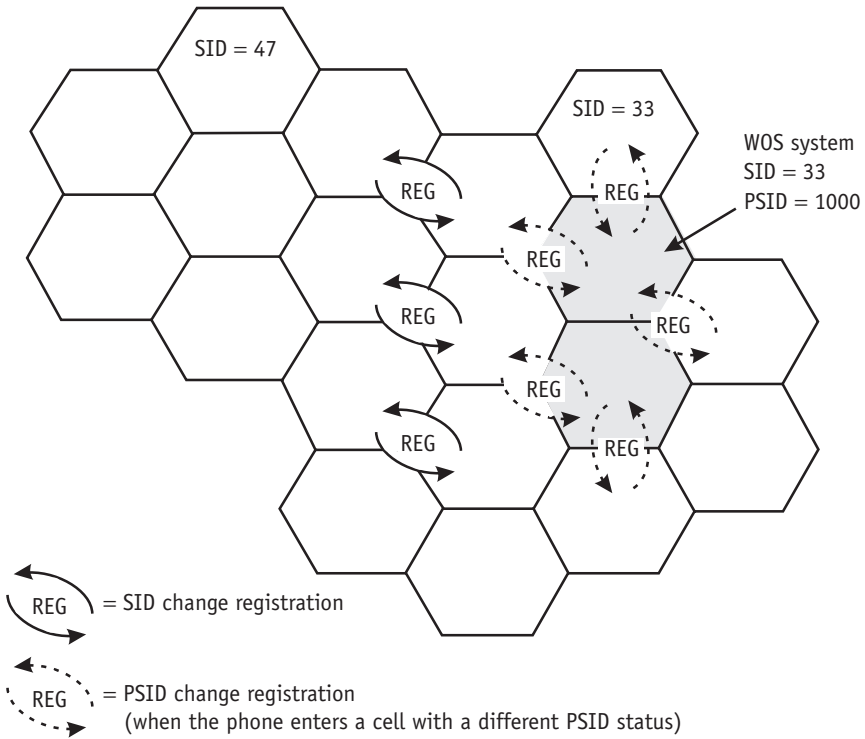 SID = 47
SID = 33
WOS system
SID = 33
PSID = 1000
REG
REG
REG
REG
REG
REG
REG
REG
REG
REG = SID change registration
REG = PSID change registration
(when the phone enters a cell with a different PSID status)